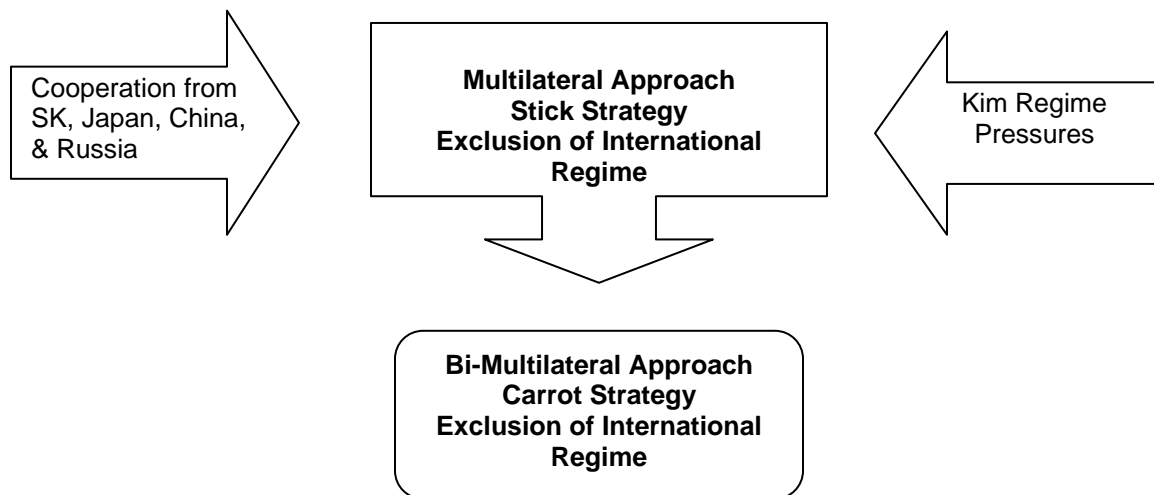 Cooperation from
SK, Japan, China,
& Russia
Multilateral Approach
Stick Strategy
Exclusion of International
Regime
Kim Regime
Pressures
Bi-Multilateral Approach
Carrot Strategy
Exclusion of International
Regime